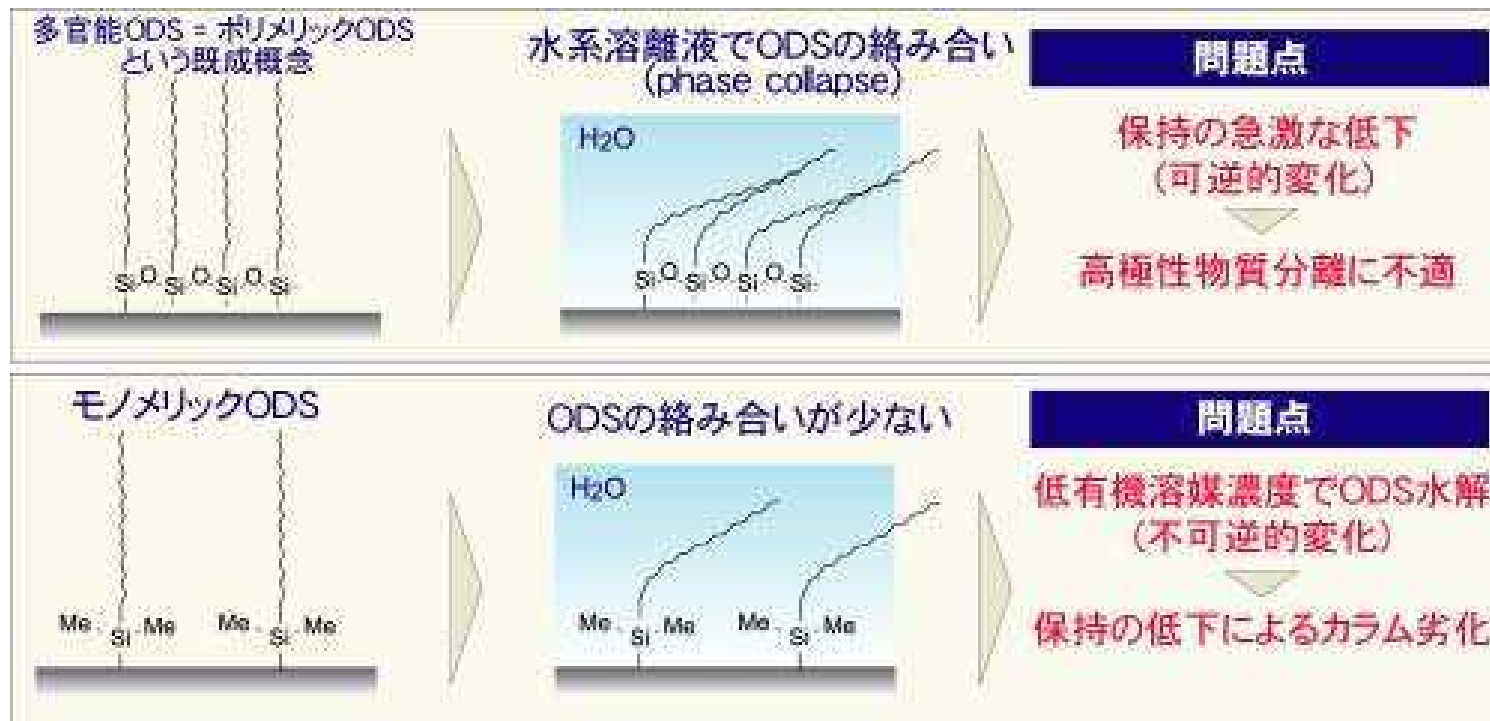 多官能ODS = ポリメリックODS
という既成概念
Si O Si O Si O Si
水系溶離液でODSの絡み合い
(phase collapse)
H2O
Si O Si O Si O Si
問題点
保持の急激な低下
(可逆的変化)
高極性物質分離に不適
モノメリックODS
Me Si Me Me Si Me
ODSの絡み合いが少ない
H2O
Me Si Me Me Si Me
問題点
低有機溶媒濃度でODS水解
(不可逆的変化)
保持の低下によるカラム劣化